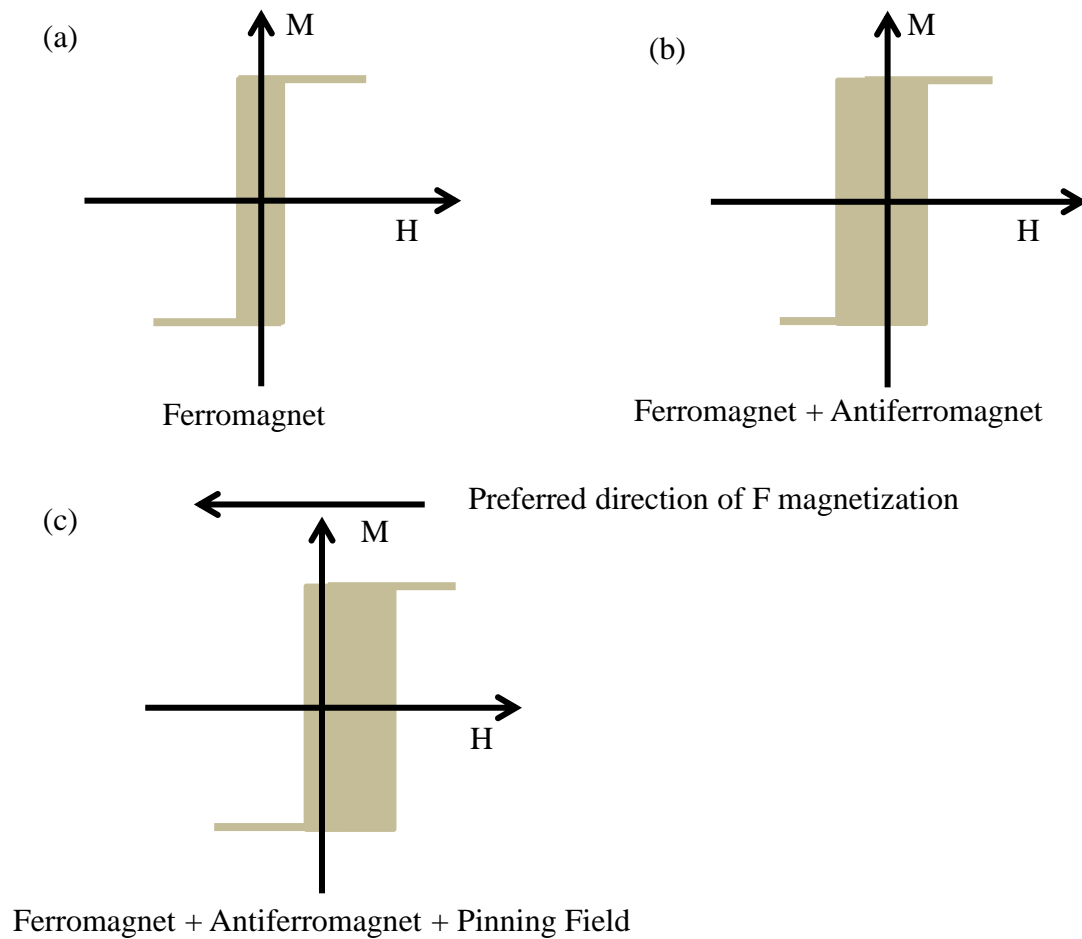 (a)
M
H
Ferromagnet
(b)
M
H
Ferromagnet + Antiferromagnet
Preferred direction of F magnetization
(c)
M
H
Ferromagnet + Antiferromagnet + Pinning Field